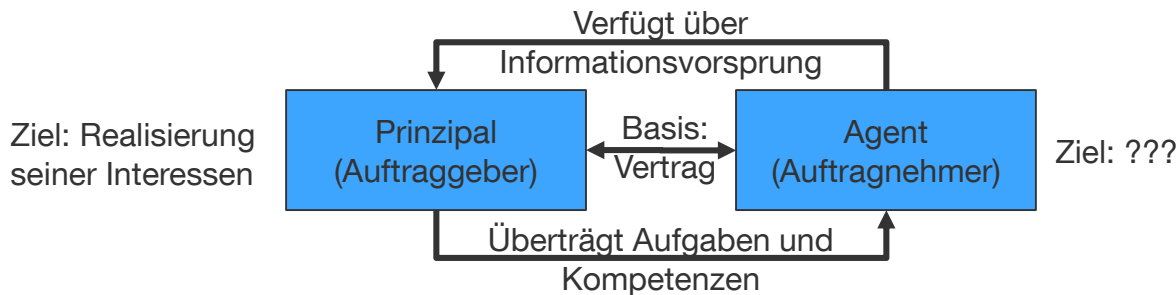 Verfügt über
Informationsvorsprung
Ziel: Realisierung
seiner Interessen
Prinzipal
(Auftraggeber)
Basis:
Vertrag
Agent
(Auftragnehmer)
Ziel: ???
Überträgt Aufgaben und
Kompetenzen